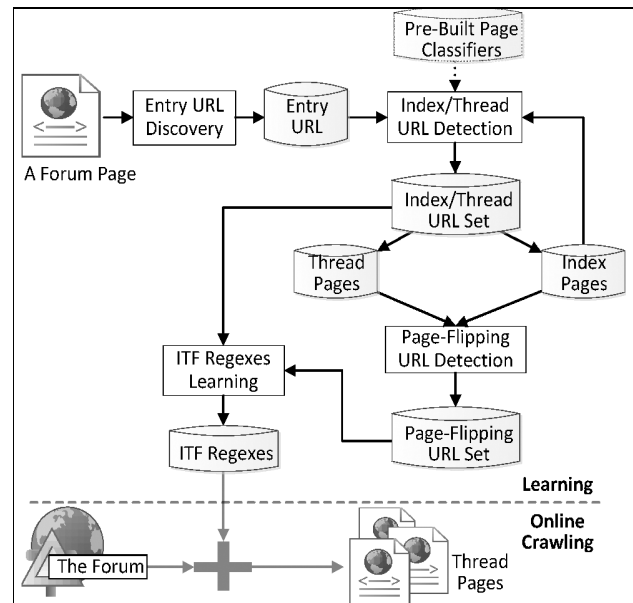 Pre-Built Page
Classifiers
Entry URL
Discovery
Entry
URL
Index/Thread
URL Detection
A Forum Page
Index/Thread
URL Set
Thread
Pages
Index
Pages
Page-Flipping
URL Detection
ITF Regexes
Learning
Page-Flipping
URL Set
ITF Regexes
Learning
Online
Crawling
The Forum
Thread
Pages